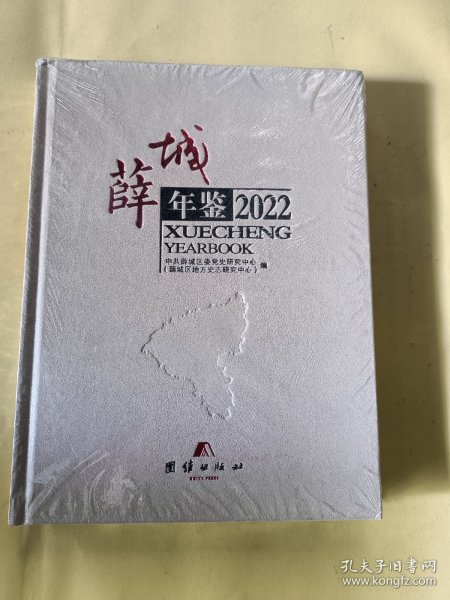 薛城
年鉴2022
XUECHENG
YEARBOOK
中共薛城区委党史研究中心
（薛城区地方史志研究中心） 编
团结出版社
UNITY PRESS
孔夫子旧书网
www.kongfz.com